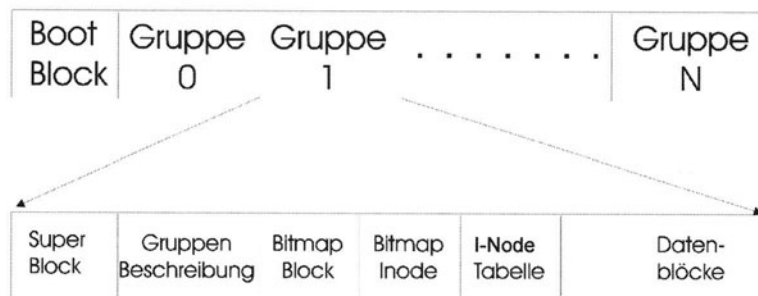 Boot Gruppe Gruppe . . . . . . . Gruppe
Block 0 1 N
Super Gruppen Bitmap Bitmap I-Node Daten-
Block Beschreibung Block Inode Tabelle blöcke